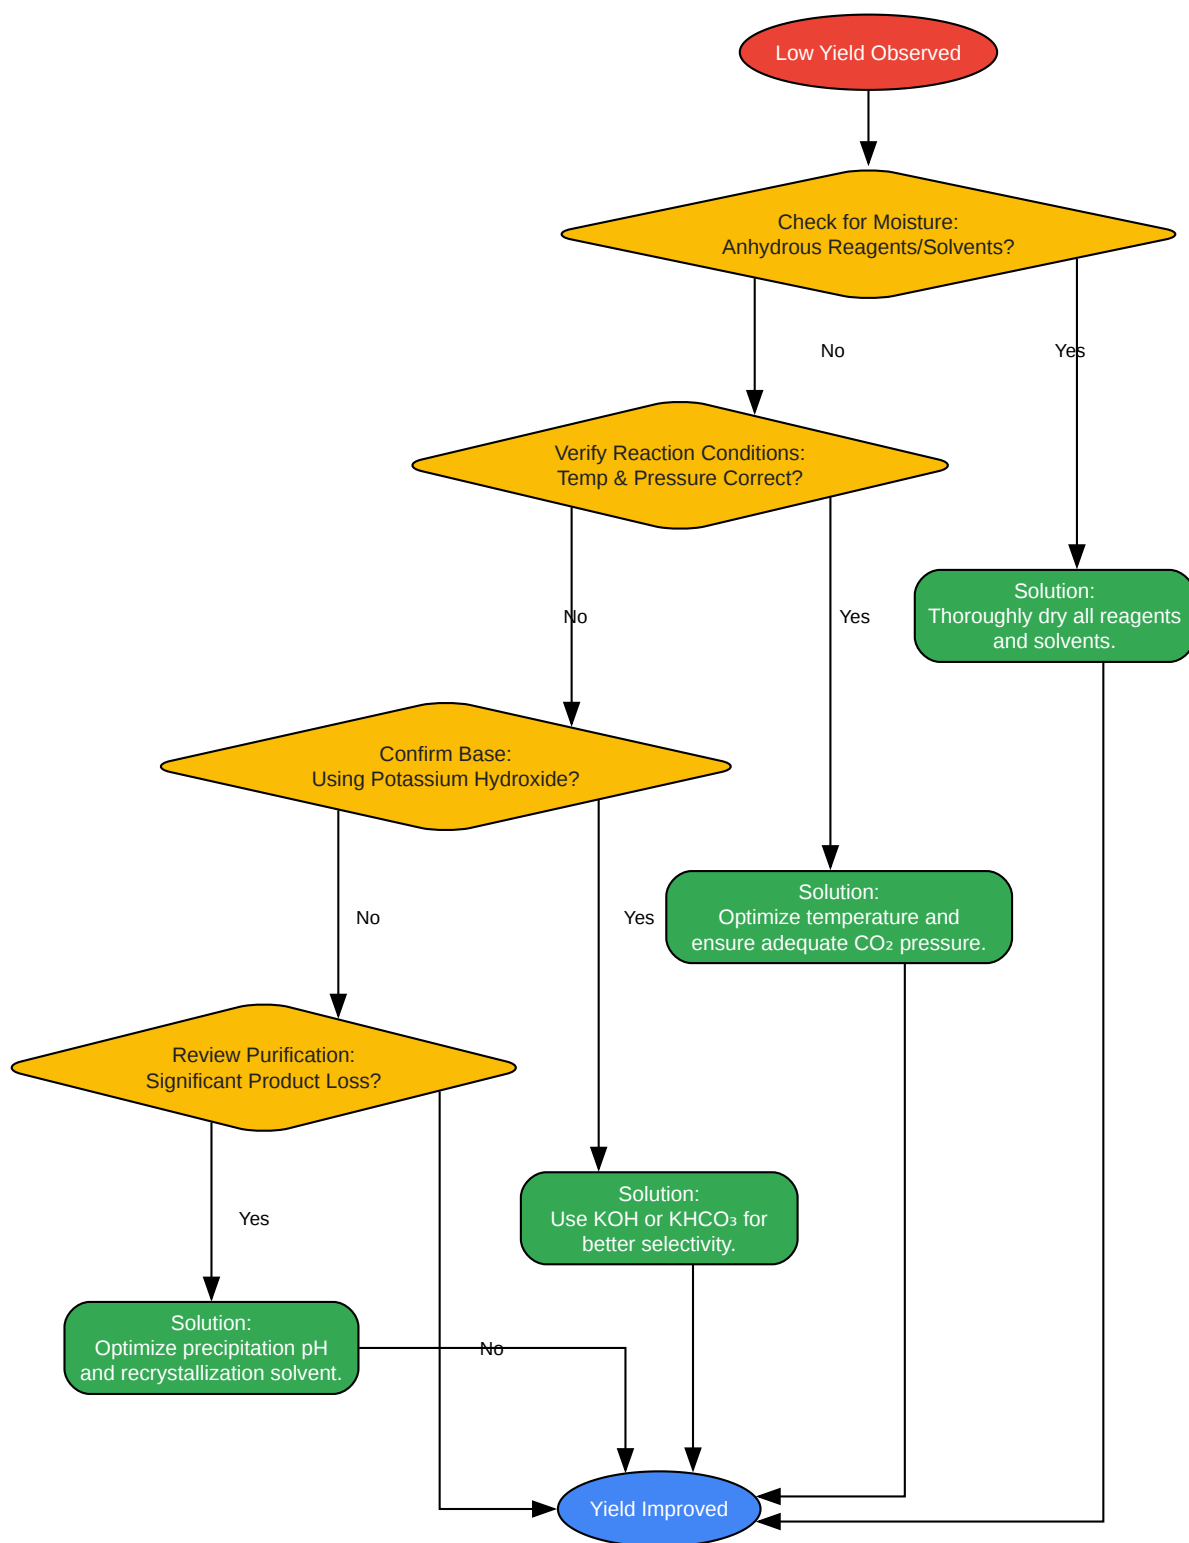 Low Yield Observed
Check for Moisture:
Anhydrous Reagents/Solvents?
No
Yes
Verify Reaction Conditions:
Temp & Pressure Correct?
Solution:
Thoroughly dry all reagents
and solvents.
No
Yes
Confirm Base:
Using Potassium Hydroxide?
Solution:
Optimize temperature and
ensure adequate CO₂ pressure.
No
Yes
Review Purification:
Significant Product Loss?
Solution:
Use KOH or KHCO₃ for
better selectivity.
Yes
Solution:
Optimize precipitation pH
and recrystallization solvent.
No
Yield Improved